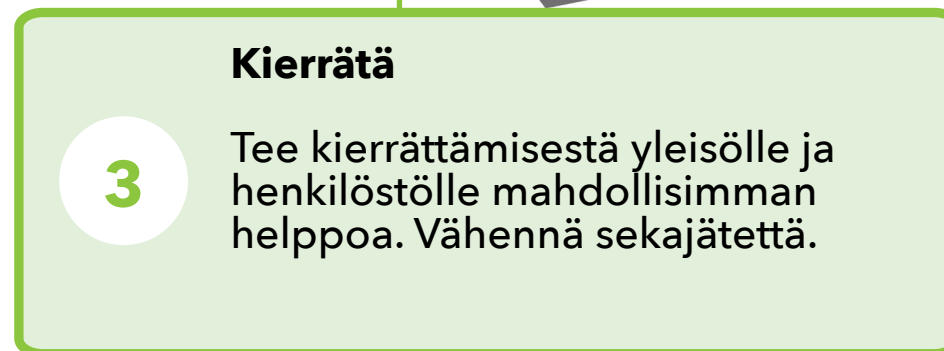 Kierrätä
3
Tee kierrättämisestä yleisölle ja
henkilöstölle mahdollisimman
helppoa. Vähennä sekajätettä.